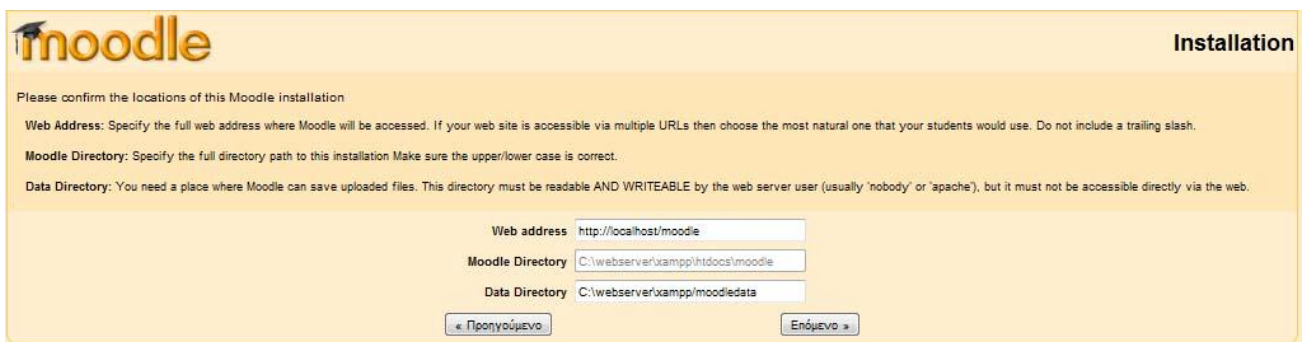 moodle
Installation
Please confirm the locations of this Moodle installation
Web Address: Specify the full web address where Moodle will be accessed. If your web site is accessible via multiple URLs then choose the most natural one that your students would use. Do not include a trailing slash.
Moodle Directory: Specify the full directory path to this installation Make sure the upper/lower case is correct.
Data Directory: You need a place where Moodle can save uploaded files. This directory must be readable AND WRITEABLE by the web server user (usually 'nobody' or 'apache'), but it must not be accessible directly via the web.
Web address http://localhost/moodle
Moodle Directory C:\webserver\xampp\htdocs\moodle
Data Directory C:\webserver\xampp/moodledata
« Προηγούμενο Επόμενο »